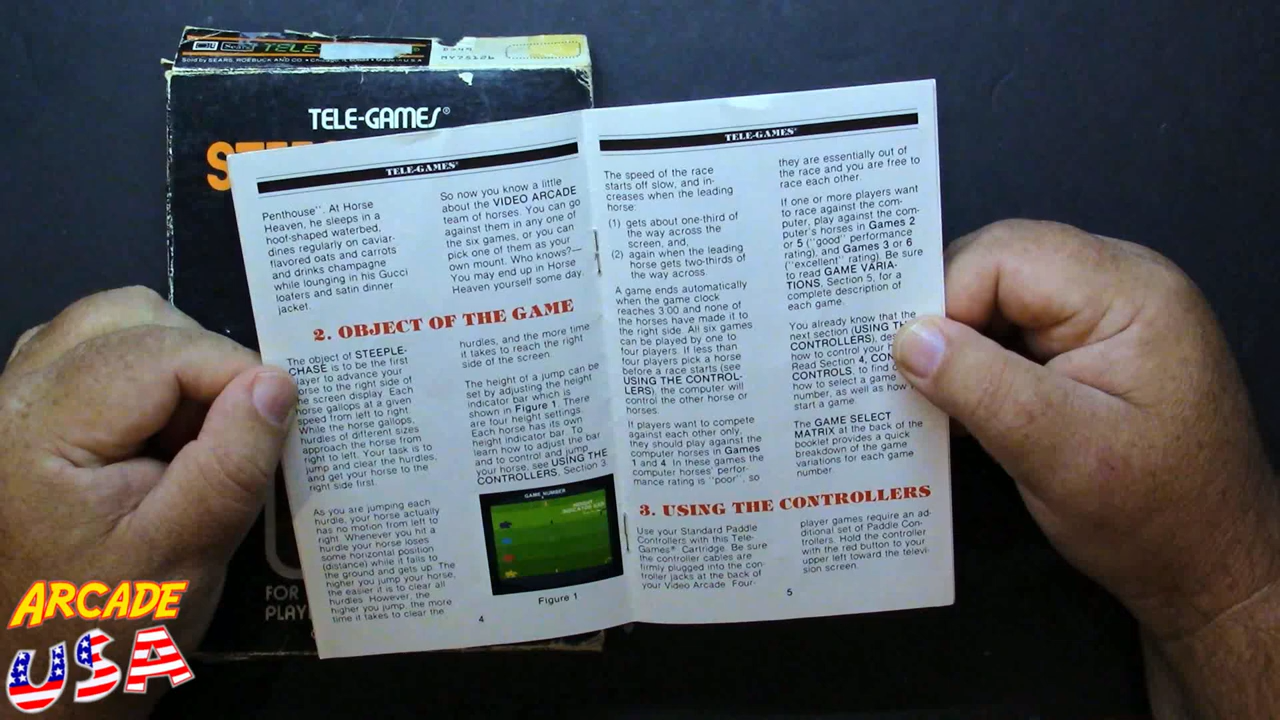 Sears TELE-
Sold by SEARS, ROEBUCK AND CO.
TELE-GAMES®
TELE-GAMES®
Penthouse". At Horse
Heaven, he sleeps in a
hoof-shaped waterbed,
dines regularly on caviar-
flavored oats and carrots
and drinks champagne
while lounging in his Gucci
loafers and satin dinner
jacket.
So now you know a little
about the VIDEO ARCADE
team of horses. You can go
against them in any one of
the six games, or you can
pick one of them as your
own mount. Who knows?—
You may end up in Horse
Heaven yourself some day.
2. OBJECT OF THE GAME
The object of STEEPLE-
CHASE is to be the first
player to advance your
horse to the right side of
the screen display. Each
horse gallops at a given
speed from left to right.
While the horse gallops,
hurdles of different sizes
approach the horse from
right to left. Your task is to
jump and clear the hurdles,
and get your horse to the
right side first.
As you are jumping each
hurdle, your horse actually
has no motion from left to
right. Whenever you hit a
hurdle your horse loses
some horizontal position
(distance) while it falls to
the ground and gets up. The
higher you jump your horse,
the easier it is to clear all
hurdles. However, the
higher you jump, the more
time it takes to clear the
hurdles, and the more time
it takes to reach the right
side of the screen.
The height of a jump can be
set by adjusting the height
indicator bar which is
shown in Figure 1. There
are four height settings.
Each horse has its own
height indicator bar. To
learn how to adjust the bar
and to control and jump
your horse, see USING THE
CONTROLLERS, Section 3.
GAME NUMBER
HEIGHT
INDICATOR BAR
Figure 1
4
TELE-GAMES®
The speed of the race
starts off slow, and in-
creases when the leading
horse:
(1) gets about one-third of
the way across the
screen, and,
(2) again when the leading
horse gets two-thirds of
the way across.
A game ends automatically
when the game clock
reaches 3:00 and none of
the horses have made it to
the right side. All six games
can be played by one to
four players. If less than
four players pick a horse
before a race starts (see
USING THE CONTROL-
LERS), the computer will
control the other horse or
horses.
If players want to compete
against each other only,
they should play against the
computer horses in Games
1 and 4. In these games the
computer horses' perfor-
mance rating is "poor", so
they are essentially out of
the race and you are free to
race each other.
If one or more players want
to race against the com-
puter, play against the com-
puter's horses in Games 2
or 5 ("good" performance
rating), and Games 3 or 6
("excellent" rating). Be sure
to read GAME VARIA-
TIONS, Section 5, for a
complete description of
each game.
You already know that the
next section (USING THE
CONTROLLERS), des
how to control your h
Read Section 4, CON
CONTROLS, to find o
how to select a game
number, as well as how
start a game.
The GAME SELECT
MATRIX at the back of the
booklet provides a quick
breakdown of the game
variations for each game
number.
3. USING THE CONTROLLERS
Use your Standard Paddle
Controllers with this Tele-
Games® Cartridge. Be sure
the controller cables are
firmly plugged into the con-
troller jacks at the back of
your Video Arcade. Four-
player games require an ad-
ditional set of Paddle Con-
trollers. Hold the controller
with the red button to your
upper left toward the televi-
sion screen.
5
FOR
PLAY
ARCADE
USA